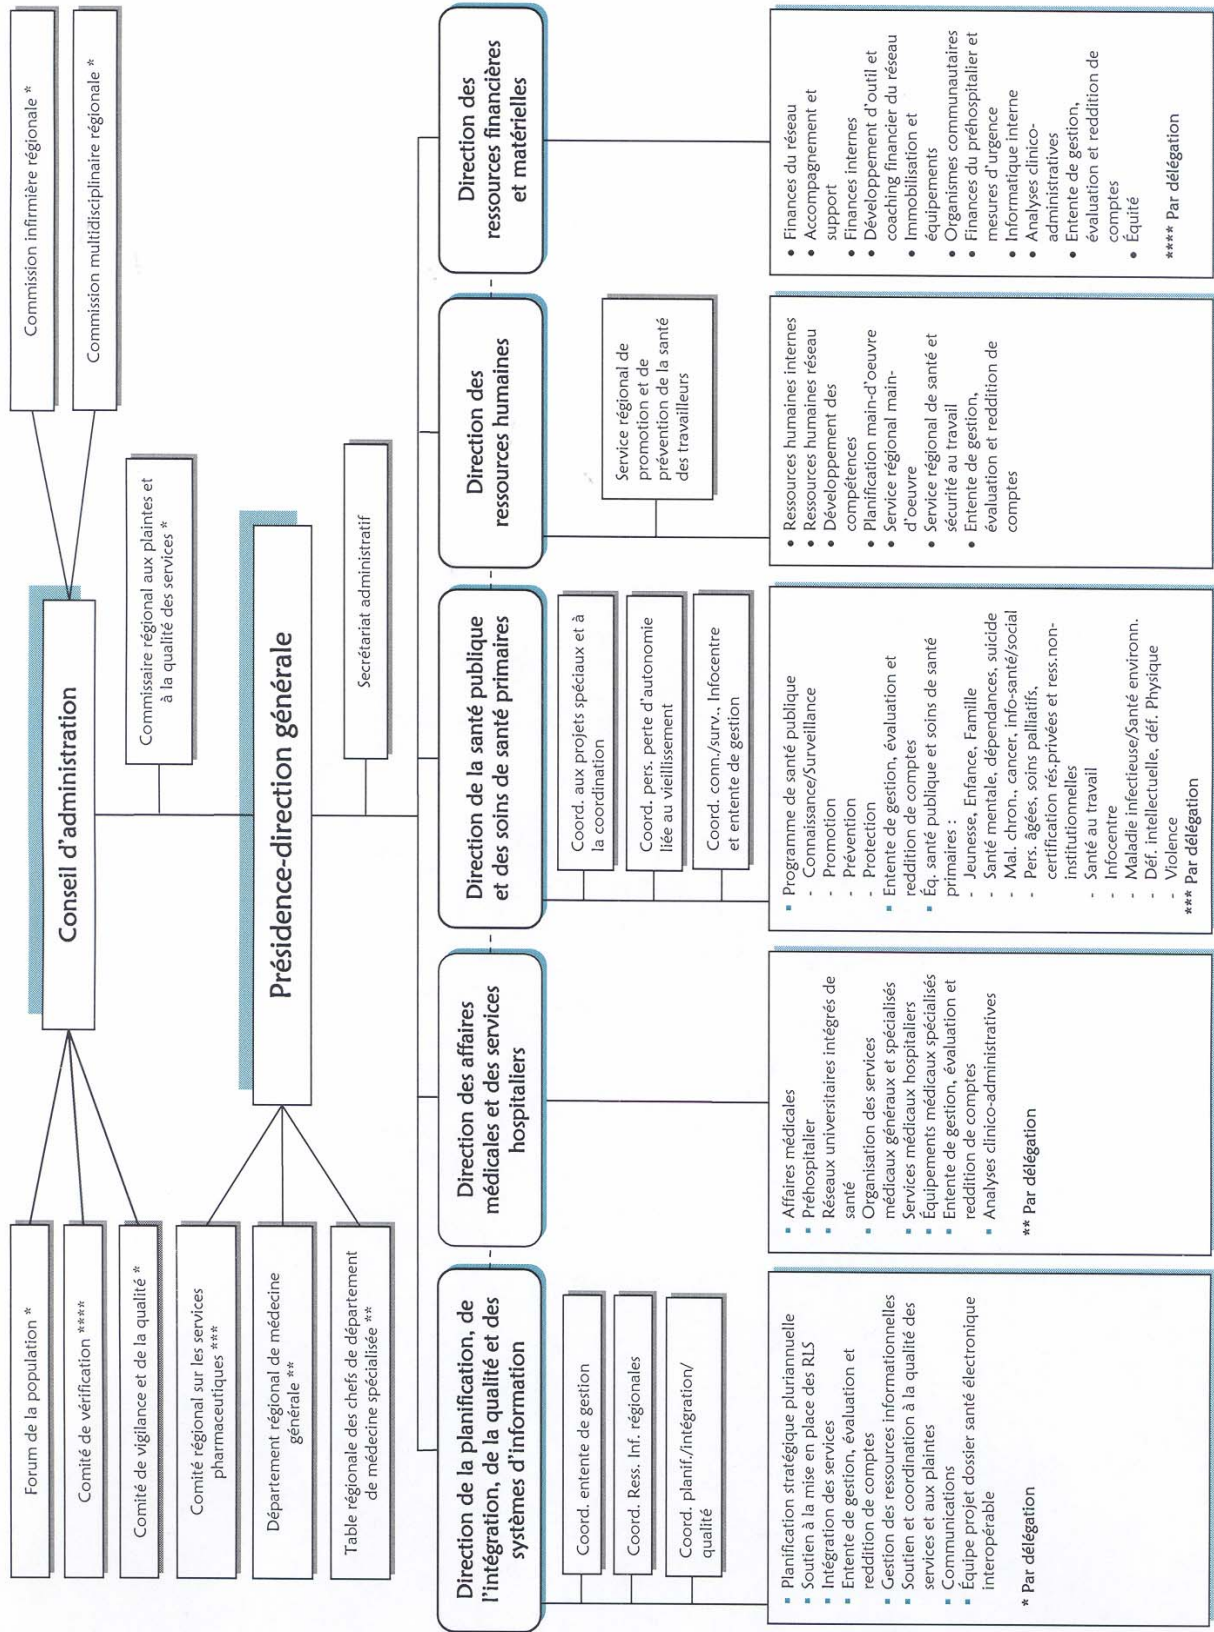 Forum de la population *
Comité de vérification ****
Comité de vigilance et de la qualité *
Conseil d'administration
Commission infirmière régionale *
Commission multidisciplinaire régionale *
Commissaire régional aux plaintes et
à la qualité des services *
Comité régional sur les services
pharmaceutiques ***
Département régional de médecine
générale **
Table régionale des chefs de département
de médecine spécialisée **
Présidence-direction générale
Secrétariat administratif
Direction de la planification, de
l'intégration, de la qualité et des
systèmes d'information
Coord. entente de gestion
Coord. Ress. Inf. régionales
Coord. planif./intégration/
qualité
▪ Planification stratégique pluriannuelle
▪ Soutien à la mise en place des RLS
▪ Intégration des services
▪ Entente de gestion, évaluation et
reddition de comptes
▪ Gestion des ressources informationnelles
▪ Soutien et coordination à la qualité des
services et aux plaintes
▪ Communications
▪ Équipe projet dossier santé électronique
interopérable
* Par délégation
Direction des affaires
médicales et des services
hospitaliers
▪ Affaires médicales
▪ Préhospitalier
▪ Réseaux universitaires intégrés de
santé
▪ Organisation des services
médicaux généraux et spécialisés
▪ Services médicaux hospitaliers
▪ Équipements médicaux spécialisés
▪ Entente de gestion, évaluation et
reddition de comptes
▪ Analyses clinico-administratives
** Par délégation
Direction de la santé publique
et des soins de santé primaires
Coord. aux projets spéciaux et à
la coordination
Coord. pers. perte d'autonomie
liée au vieillissement
Coord. conn./surv., Infocentre
et entente de gestion
▪ Programme de santé publique
- Connaissance/Surveillance
- Promotion
- Prévention
- Protection
▪ Entente de gestion, évaluation et
reddition de comptes
▪ Éq. santé publique et soins de santé
primaires :
- Jeunesse, Enfance, Famille
- Santé mentale, dépendances, suicide
- Mal. chron., cancer, info-santé/social
- Pers. âgées, soins palliatifs,
certification rés.privées et ress.non-
institutionnelles
- Santé au travail
- Infocentre
- Maladie infectieuse/Santé environn.
- Déf. intellectuelle, déf. Physique
- Violence
*** Par délégation
Direction des
ressources humaines
Service régional de
promotion et de
prévention de la santé
des travailleurs
• Ressources humaines internes
• Ressources humaines réseau
• Développement des
compétences
• Planification main-d'oeuvre
• Service régional main-
d'oeuvre
• Service régional de santé et
sécurité au travail
• Entente de gestion,
évaluation et reddition de
comptes
Direction des
ressources financières
et matérielles
• Finances du réseau
• Accompagnement et
support
• Finances internes
• Développement d'outil et
coaching financier du réseau
• Immobilisation et
équipements
• Organismes communautaires
• Finances du préhospitalier et
mesures d'urgence
• Informatique interne
• Analyses clinico-
administratives
• Entente de gestion,
évaluation et reddition de
comptes
• Équité
**** Par délégation